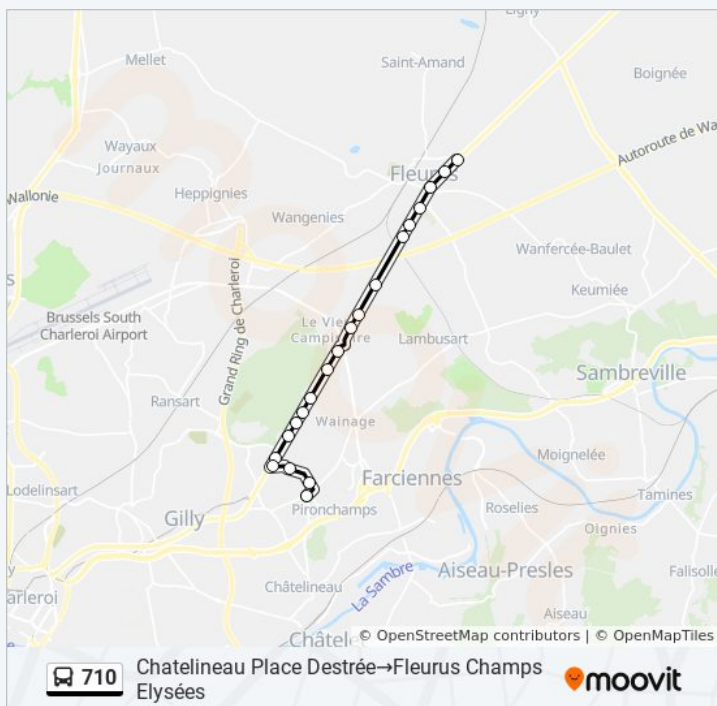 Ligny
Mellet
Saint-Amand
Boignée
Wayaux
Journaux
Autoroute de Wa
Fleurus
Wallonie
Heppignies
Wangenies
Wanfercée-Baulet
Keumiée
Brussels South
Charleroi Airport
Grand Ring de Charleroi
Le Vieux
Campinaire
Lambusart
Sambreville
Ransart
Wainage
Moignelée
Lodelinsart
Farciennes
Tamines
Gilly
Pironchamps
Roselies
Oignies
Châtelineau
La Sambre
Aiseau-Presles
Falisolle
arleroi
Aiseau
Châtele
© OpenStreetMap contributors | © OpenMapTiles
710
Chatelineau Place Destrée→Fleurus Champs
Elysées
moovit